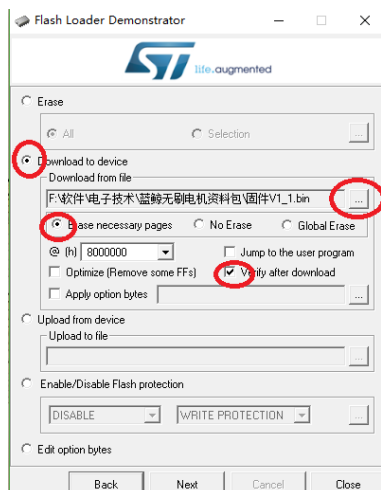 Flash Loader Demonstrator
ST life.augmented
Erase
All Selection ...
Download to device
Download from file
F:\软件\电子技术\蓝鲸无刷电机资料包\固件V1_1.bin ...
Erase necessary pages No Erase Global Erase
@ (h) 8000000 Jump to the user program
Optimize (Remove some FFs) Verify after download
Apply option bytes ...
Upload from device
Upload to file
...
Enable/Disable Flash protection
DISABLE WRITE PROTECTION ...
Edit option bytes
Back Next Cancel Close